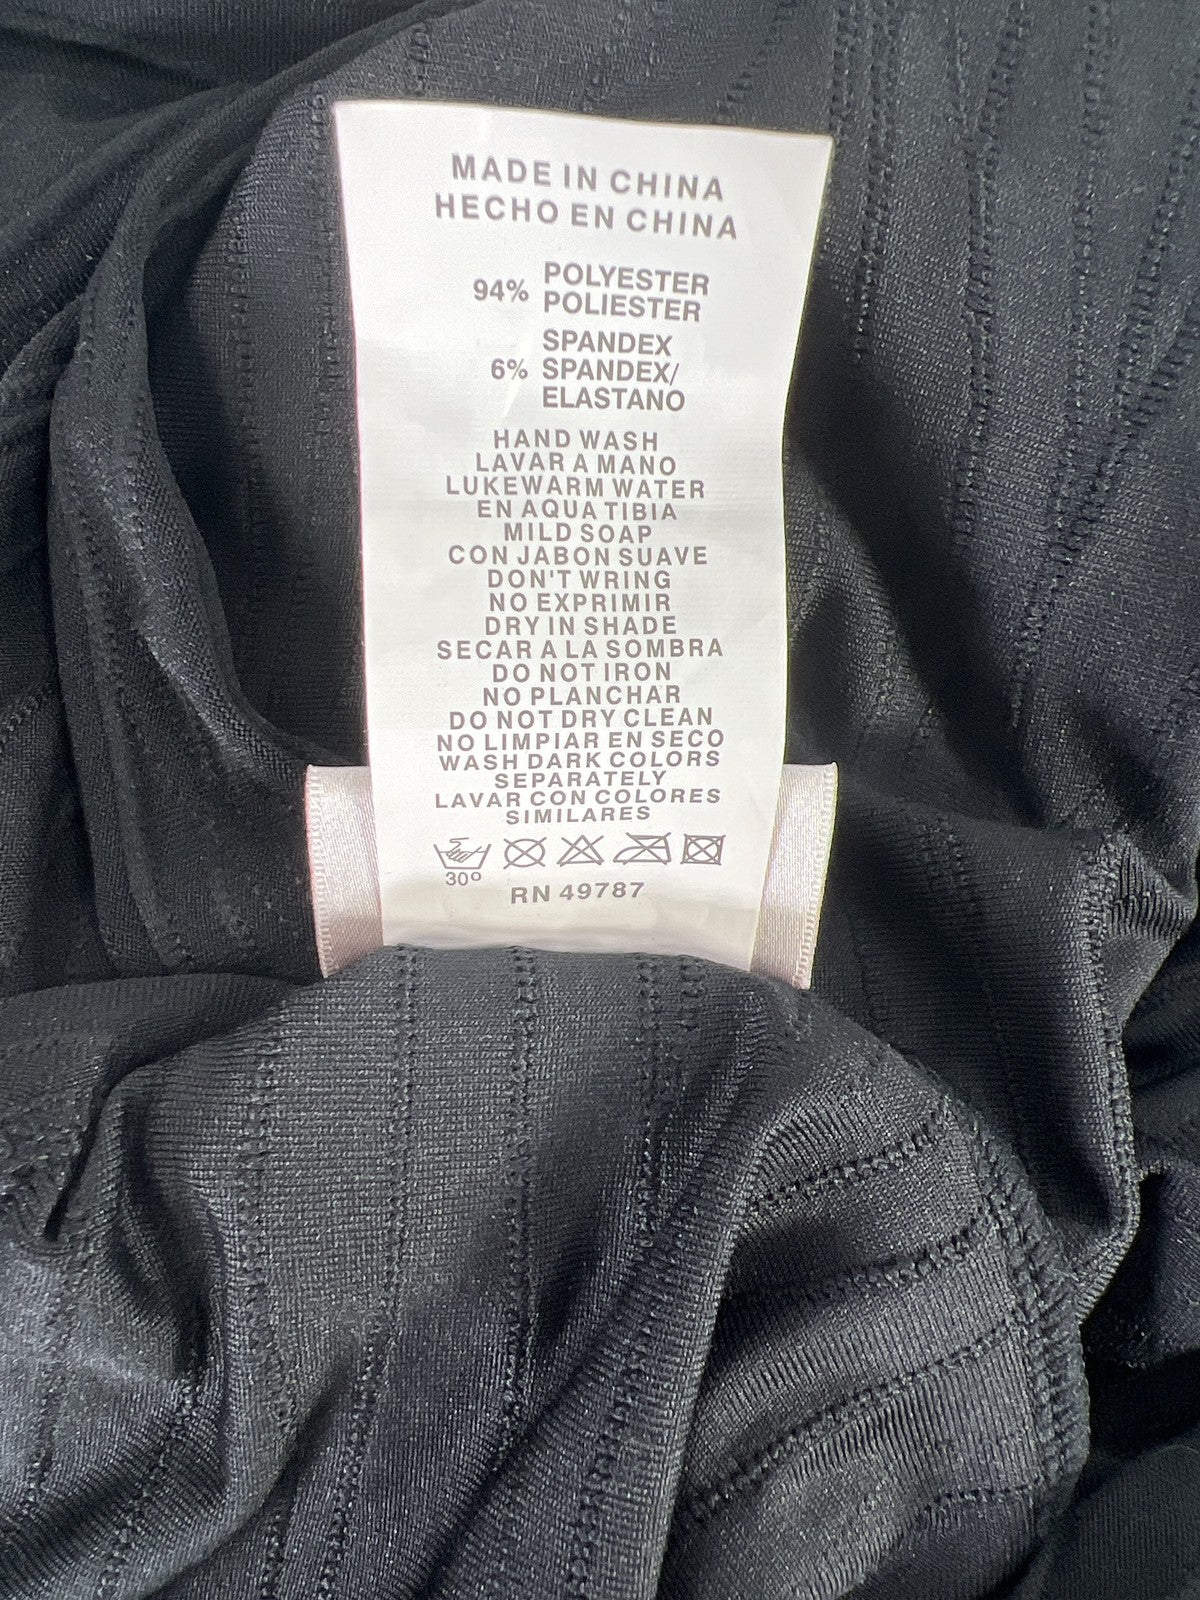 MADE IN CHINA
HECHO EN CHINA
94% POLYESTER
POLIESTER
SPANDEX
6% SPANDEX/
ELASTANO
HAND WASH
LAVAR A MANO
LUKEWARM WATER
EN AQUA TIBIA
MILD SOAP
CON JABON SUAVE
DON'T WRING
NO EXPRIMIR
DRY IN SHADE
SECAR A LA SOMBRA
DO NOT IRON
NO PLANCHAR
DO NOT DRY CLEAN
NO LIMPIAR EN SECO
WASH DARK COLORS
SEPARATELY
LAVAR CON COLORES
SIMILARES
30º
RN 49787